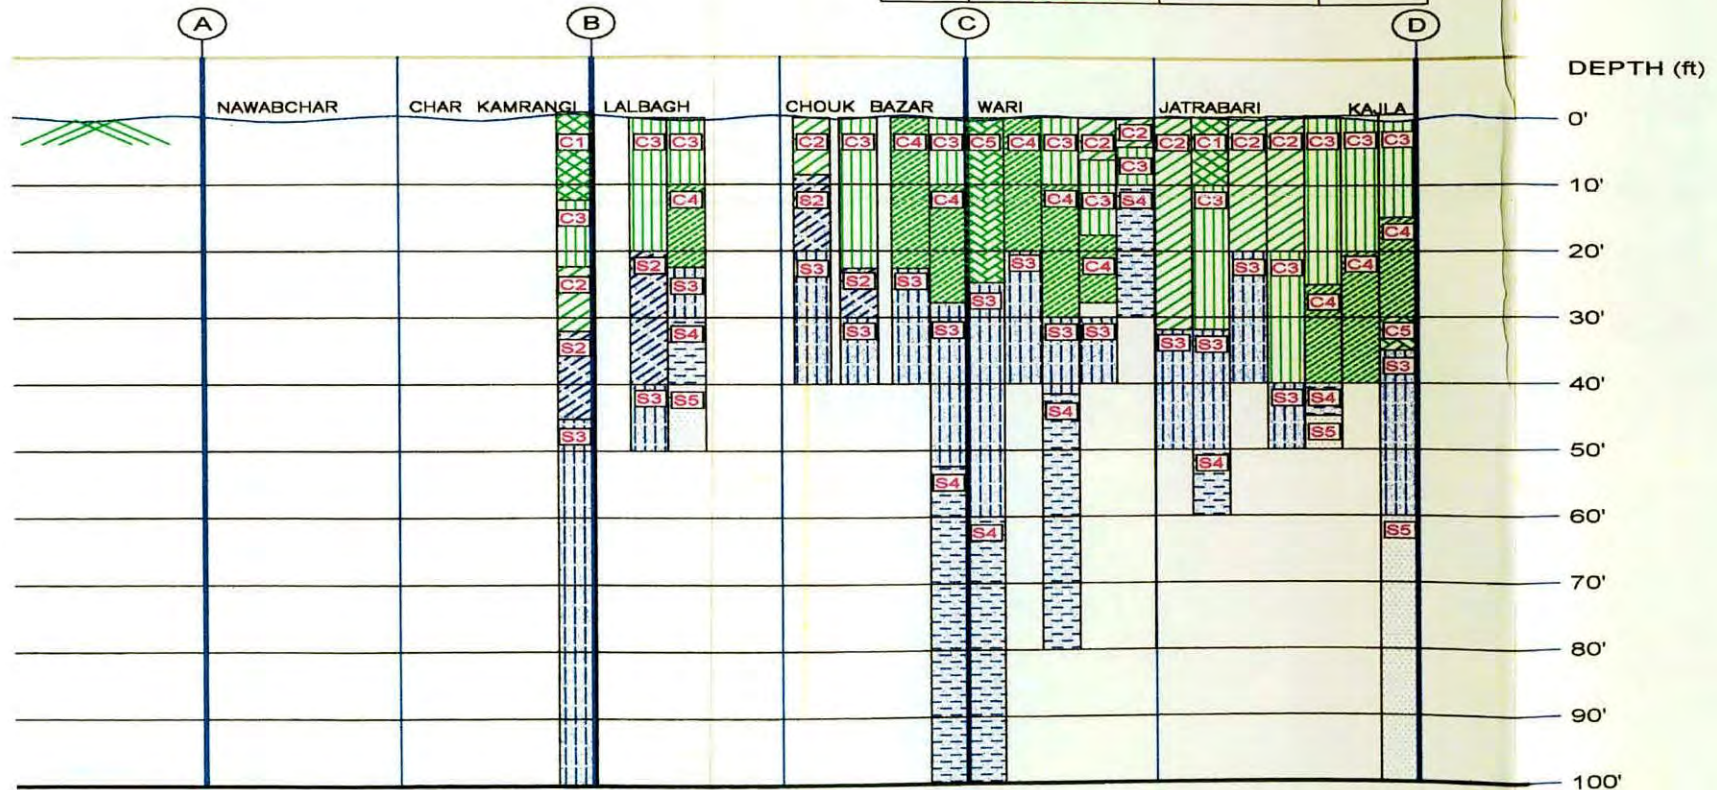 A B C D
DEPTH (ft)
NAWABCHAR CHAR KAMRANGI LALBAGH CHOUK BAZAR WARI JATRABARI KAJLA
0'
C1 C3 C3 C2 C3 C4 C3 C5 C4 C3 C2 C2 C2 C1 C2 C2 C3 C3 C3
C3
10'
C3 C4 S2 C4 C4 C3 S4 C3
C4
20'
S2 S3 S3 C4 S3 C3 C4
C2 S3 S2 S3 S3 C4
30'
S2 S4 S3 S3 S3 S3 S3 S3 C5
S3
40'
S3 S5 S4 S3 S4
S3 S5
50'
S4 S4
60'
S4 S5
70'
80'
90'
100'